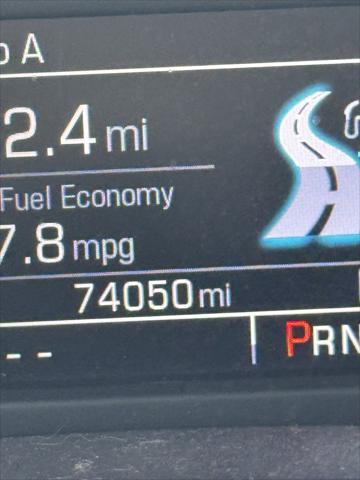 A
2.4 mi
Fuel Economy
7.8 mpg
74050 mi
-- PRN